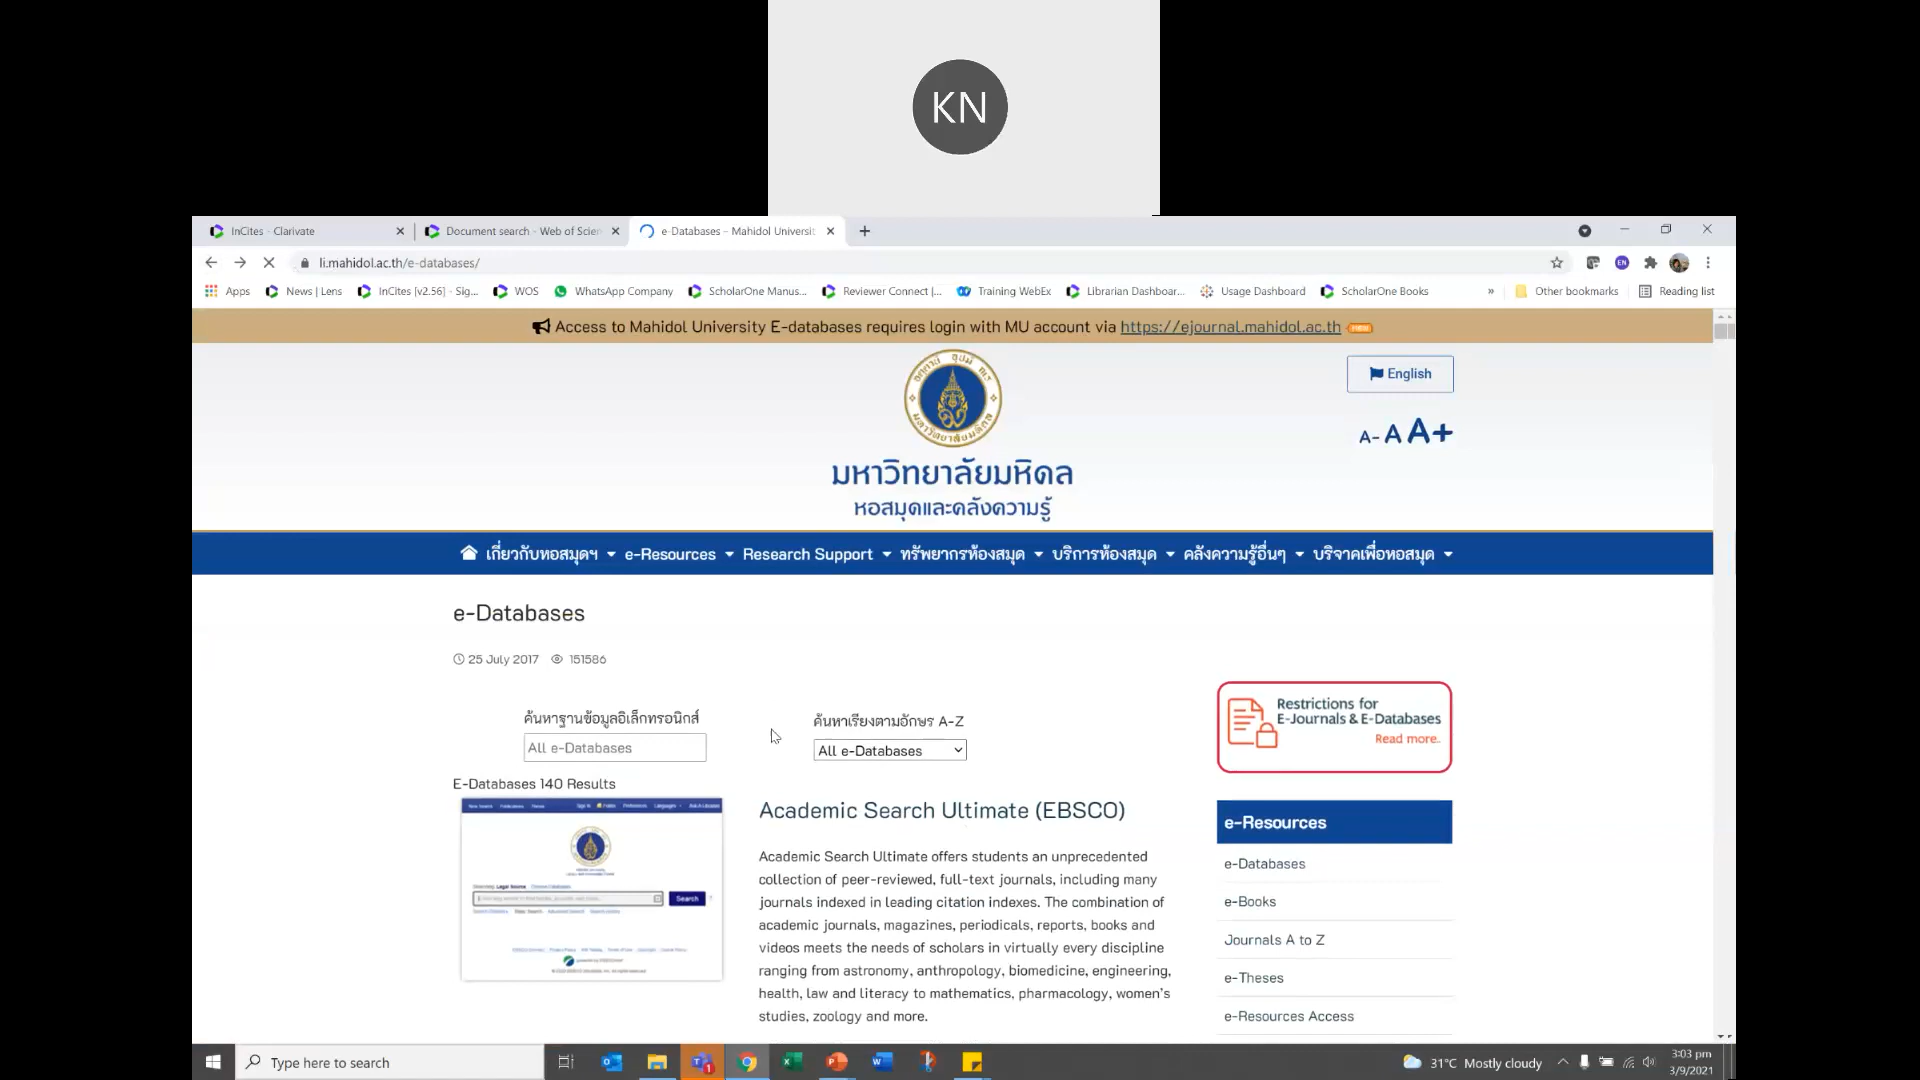 KN
InCites - Clarivate
Document search - Web of Scien
e-Databases – Mahidol Universit
li.mahidol.ac.th/e-databases/
EN
Apps
News | Lens
InCites [v2.56] - Sig...
WOS
WhatsApp Company
ScholarOne Manus...
Reviewer Connect (...
Training WebEx
Librarian Dashboar...
Usage Dashboard
ScholarOne Books
»
Other bookmarks
Reading list
Access to Mahidol University E-databases requires login with MU account via https://ejournal.mahidol.ac.th
English
A- A A+
มหาวิทยาลัยมหิดล
หอสมุดและคลังความรู้
เกี่ยวกับหอสมุดฯ e-Resources Research Support ทรัพยากรห้องสมุด บริการห้องสมุด คลังความรู้อื่นๆ บริจาคเพื่อหอสมุด
e-Databases
25 July 2017 151586
ค้นหาฐานข้อมูลอิเล็กทรอนิกส์
All e-Databases
ค้นหาเรียงตามอักษร A-Z
All e-Databases
Restrictions for
E-Journals & E-Databases
Read more..
E-Databases 140 Results
Search
Academic Search Ultimate (EBSCO)
Academic Search Ultimate offers students an unprecedented
collection of peer-reviewed, full-text journals, including many
journals indexed in leading citation indexes. The combination of
academic journals, magazines, periodicals, reports, books and
videos meets the needs of scholars in virtually every discipline
ranging from astronomy, anthropology, biomedicine, engineering,
health, law and literacy to mathematics, pharmacology, women's
studies, zoology and more.
e-Resources
e-Databases
e-Books
Journals A to Z
e-Theses
e-Resources Access
Type here to search
1
31°C Mostly cloudy
3:03 pm
3/9/2021